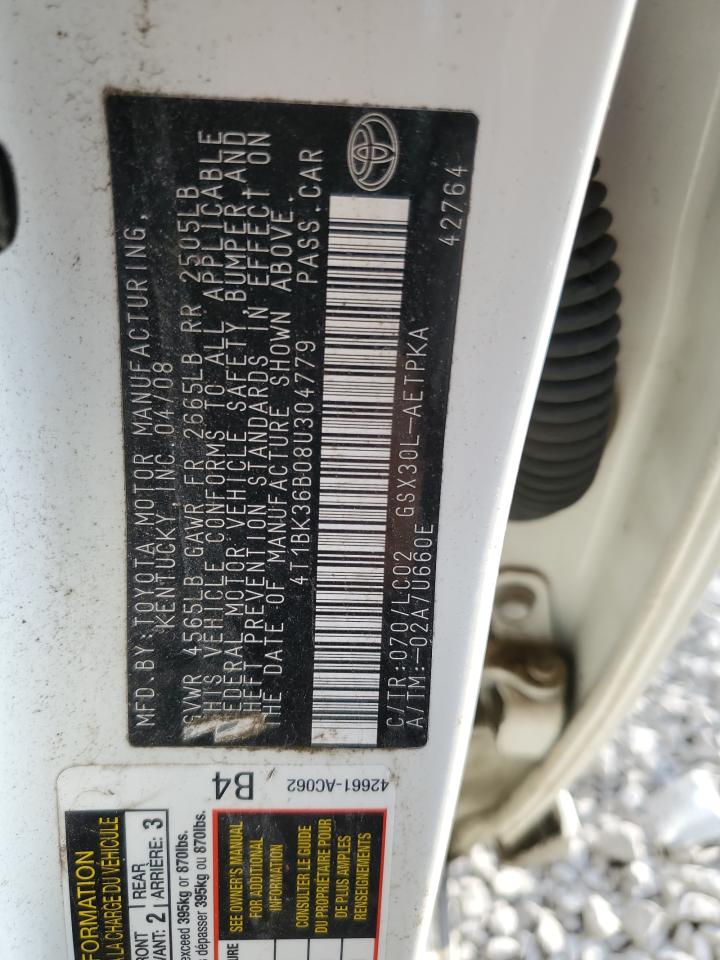 MFD. BY: TOYOTA MOTOR MANUFACTURING,
KENTUCKY, INC. 04/08
GVWR 4565LB GAWR FR 2665LB RR 2505LB
THIS VEHICLE CONFORMS TO ALL APPLICABLE
FEDERAL MOTOR VEHICLE SAFETY, BUMPER, AND
THEFT PREVENTION STANDARDS IN EFFECT ON
THE DATE OF MANUFACTURE SHOWN ABOVE.
4T1BK36B08U304779 PASS.CAR
C/TR:070/LC02 GSX30L-AETPKA
A/TM:-02A/U660E 42764
B4
42661-AC062
FORMATION
À LA CHARGE DU VÉHICULE
FRONT
AVANT: 2
REAR
ARRIÈRE: 3
exceed 395kg or 870lbs.
dépasser 395kg ou 870lbs.
SEE OWNER'S MANUAL
FOR ADDITIONAL
INFORMATION
CONSULTER LE GUIDE
DU PROPRIÉTAIRE POUR
DE PLUS AMPLES
RENSEIGNEMENTS